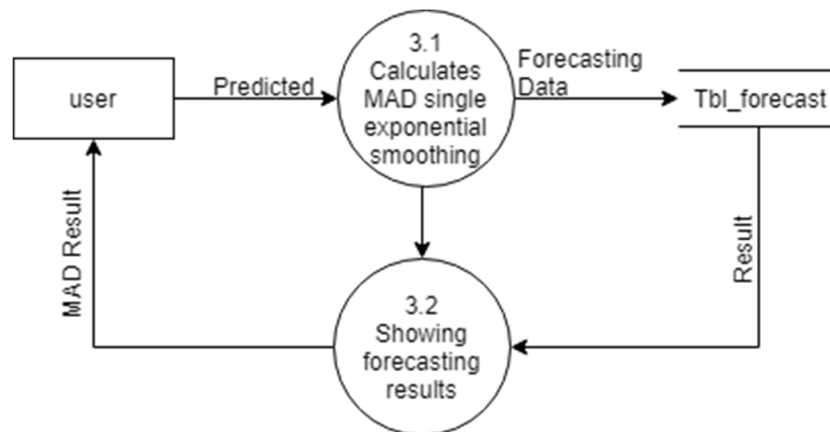 user
Predicted
3.1
Calculates
MAD single
exponential
smoothing
Forecasting
Data
Tbl_forecast
MAD Result
Result
3.2
Showing
forecasting
results